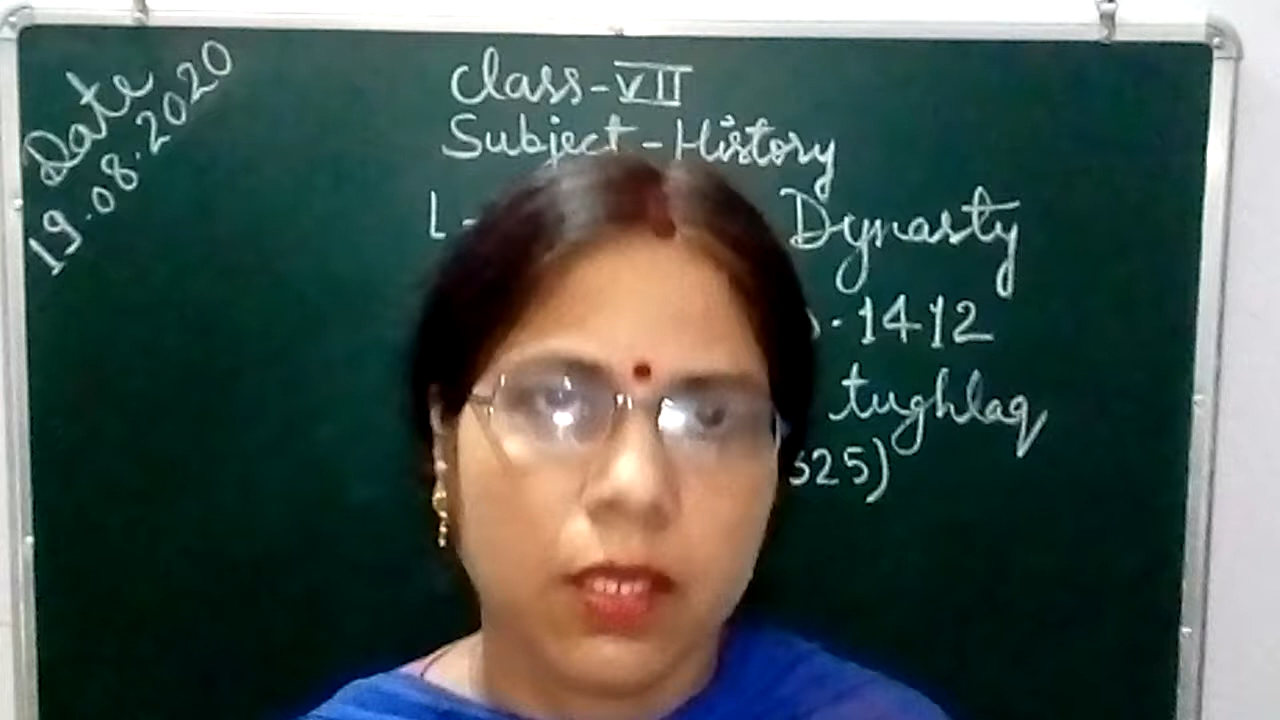 Date
19.08.2020
Class-VII
Subject-History
L- Dynasty
.1412
tughlaq
325)